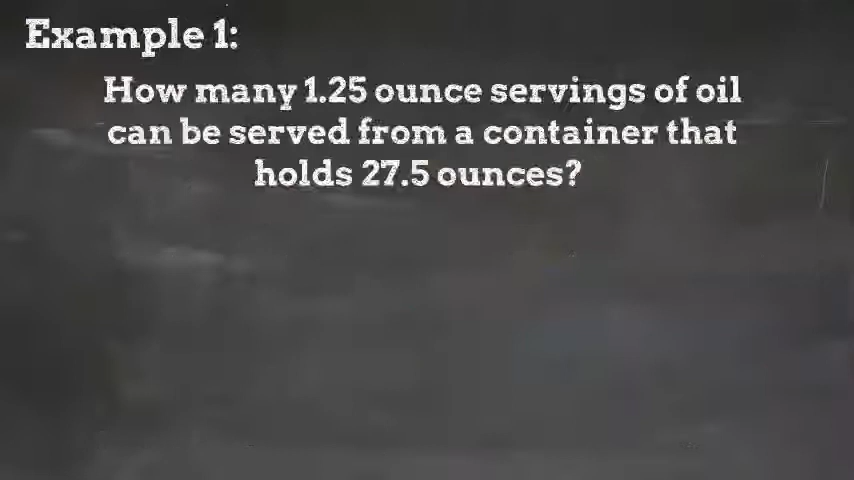 Example 1:
How many 1.25 ounce servings of oil
can be served from a container that
holds 27.5 ounces?